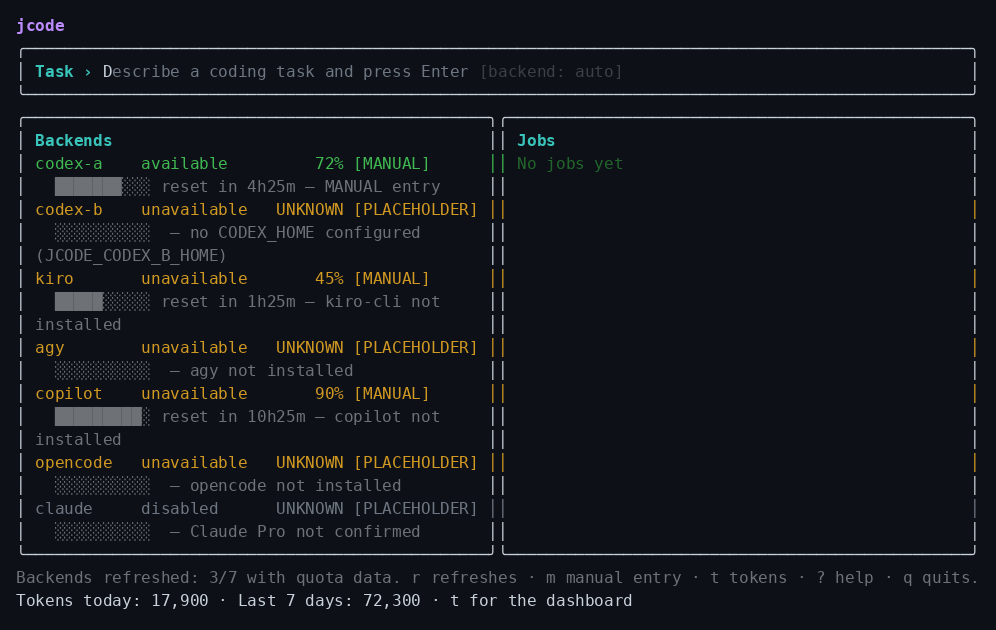 jcode
Task › Describe a coding task and press Enter [backend: auto]
Backends
codex-a available 72% [MANUAL]
reset in 4h25m — MANUAL entry
codex-b unavailable UNKNOWN [PLACEHOLDER]
— no CODEX_HOME configured
(JCODE_CODEX_B_HOME)
kiro unavailable 45% [MANUAL]
reset in 1h25m — kiro-cli not
installed
agy unavailable UNKNOWN [PLACEHOLDER]
— agy not installed
copilot unavailable 90% [MANUAL]
reset in 10h25m — copilot not
installed
opencode unavailable UNKNOWN [PLACEHOLDER]
— opencode not installed
claude disabled UNKNOWN [PLACEHOLDER]
— Claude Pro not confirmed
Jobs
No jobs yet
Backends refreshed: 3/7 with quota data. r refreshes · m manual entry · t tokens · ? help · q quits.
Tokens today: 17,900 · Last 7 days: 72,300 · t for the dashboard